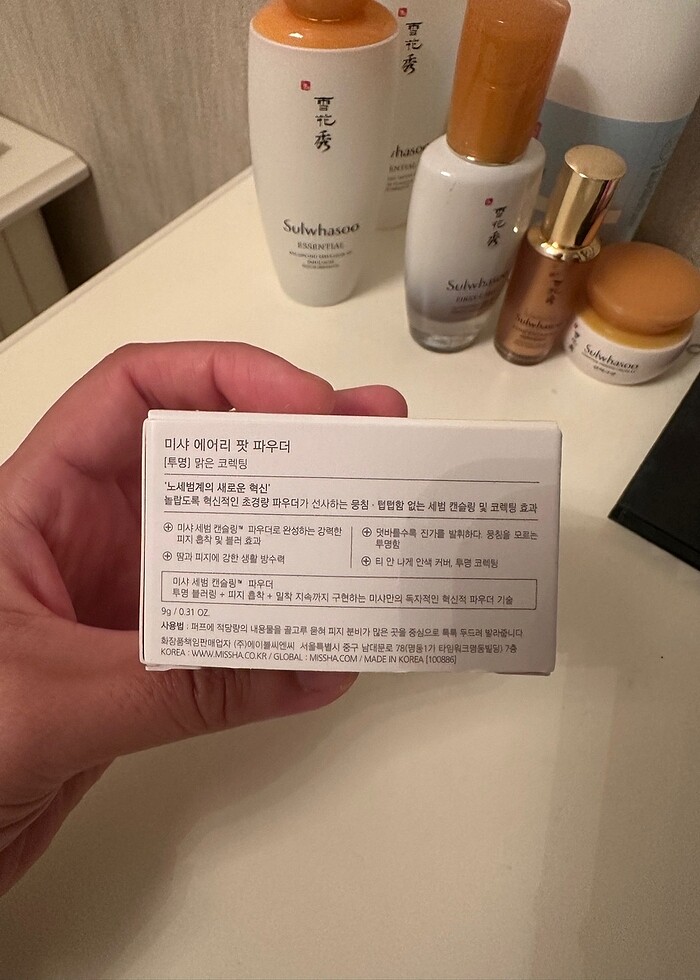 雪花秀
Sulwhasoo
ESSENTIAL
雪花秀
雪花秀
Sulwhasoo
Sulwhasoo
미샤 에어리 팟 파우더
[투명] 맑은 코렉팅
'노세범계의 새로운 혁신'
놀랍도록 혁신적인 초경량 파우더가 선사하는 뭉침 · 텁텁함 없는 세범 캔슬링 및 코렉팅 효과
미샤 세범 캔슬링™ 파우더로 완성하는 강력한
피지 흡착 및 블러 효과
땀과 피지에 강한 생활 방수력
덧바를수록 진가를 발휘하다. 뭉침을 모르는
투명함
티 안 나게 안색 커버, 투명 코렉팅
미샤 세범 캔슬링™ 파우더
투명 블러링 + 피지 흡착 + 밀착 지속까지 구현하는 미샤만의 독자적인 혁신적 파우더 기술
9g / 0.31 OZ.
사용법 : 퍼프에 적당량의 내용물을 골고루 묻혀 피지 분비가 많은 곳을 중심으로 톡톡 두드려 발라줍니다
화장품책임판매업자 (주)에이블씨엔씨 서울특별시 중구 남대문로 78(명동1가 타임워크명동빌딩) 7층
KOREA : WWW.MISSHA.CO.KR / GLOBAL : MISSHA.COM / MADE IN KOREA [100886]